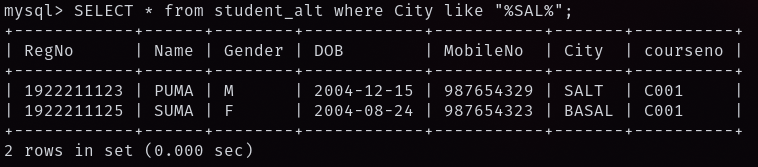 mysql> SELECT * from student_alt where City like "%SAL%";
+------------+------+--------+------------+-----------+-------+----------+
| RegNo      | Name | Gender | DOB        | MobileNo  | City  | courseno |
+------------+------+--------+------------+-----------+-------+----------+
| 1922211123 | PUMA | M      | 2004-12-15 | 987654329 | SALT  | C001     |
| 1922211125 | SUMA | F      | 2004-08-24 | 987654323 | BASAL | C001     |
+------------+------+--------+------------+-----------+-------+----------+
2 rows in set (0.000 sec)